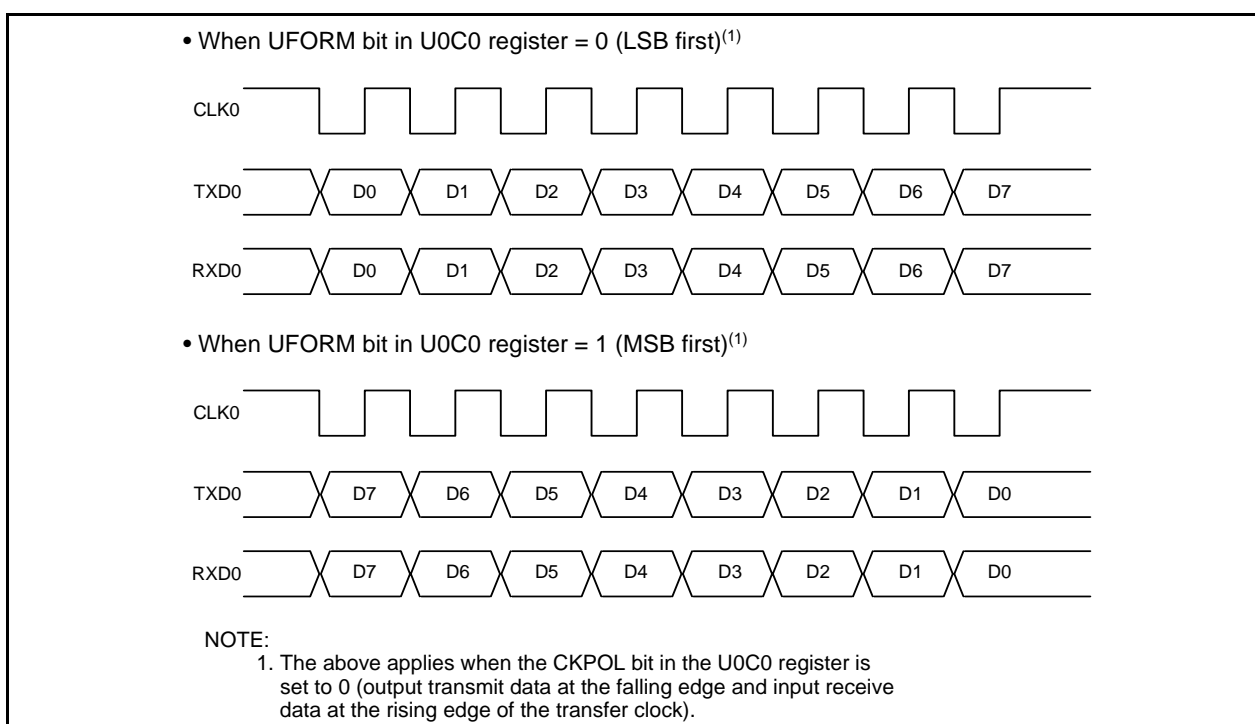 • When UFORM bit in U0C0 register = 0 (LSB first)(1)
CLK0
TXD0 D0 D1 D2 D3 D4 D5 D6 D7
RXD0 D0 D1 D2 D3 D4 D5 D6 D7
• When UFORM bit in U0C0 register = 1 (MSB first)(1)
CLK0
TXD0 D7 D6 D5 D4 D3 D2 D1 D0
RXD0 D7 D6 D5 D4 D3 D2 D1 D0
NOTE:
1. The above applies when the CKPOL bit in the U0C0 register is
set to 0 (output transmit data at the falling edge and input receive
data at the rising edge of the transfer clock).